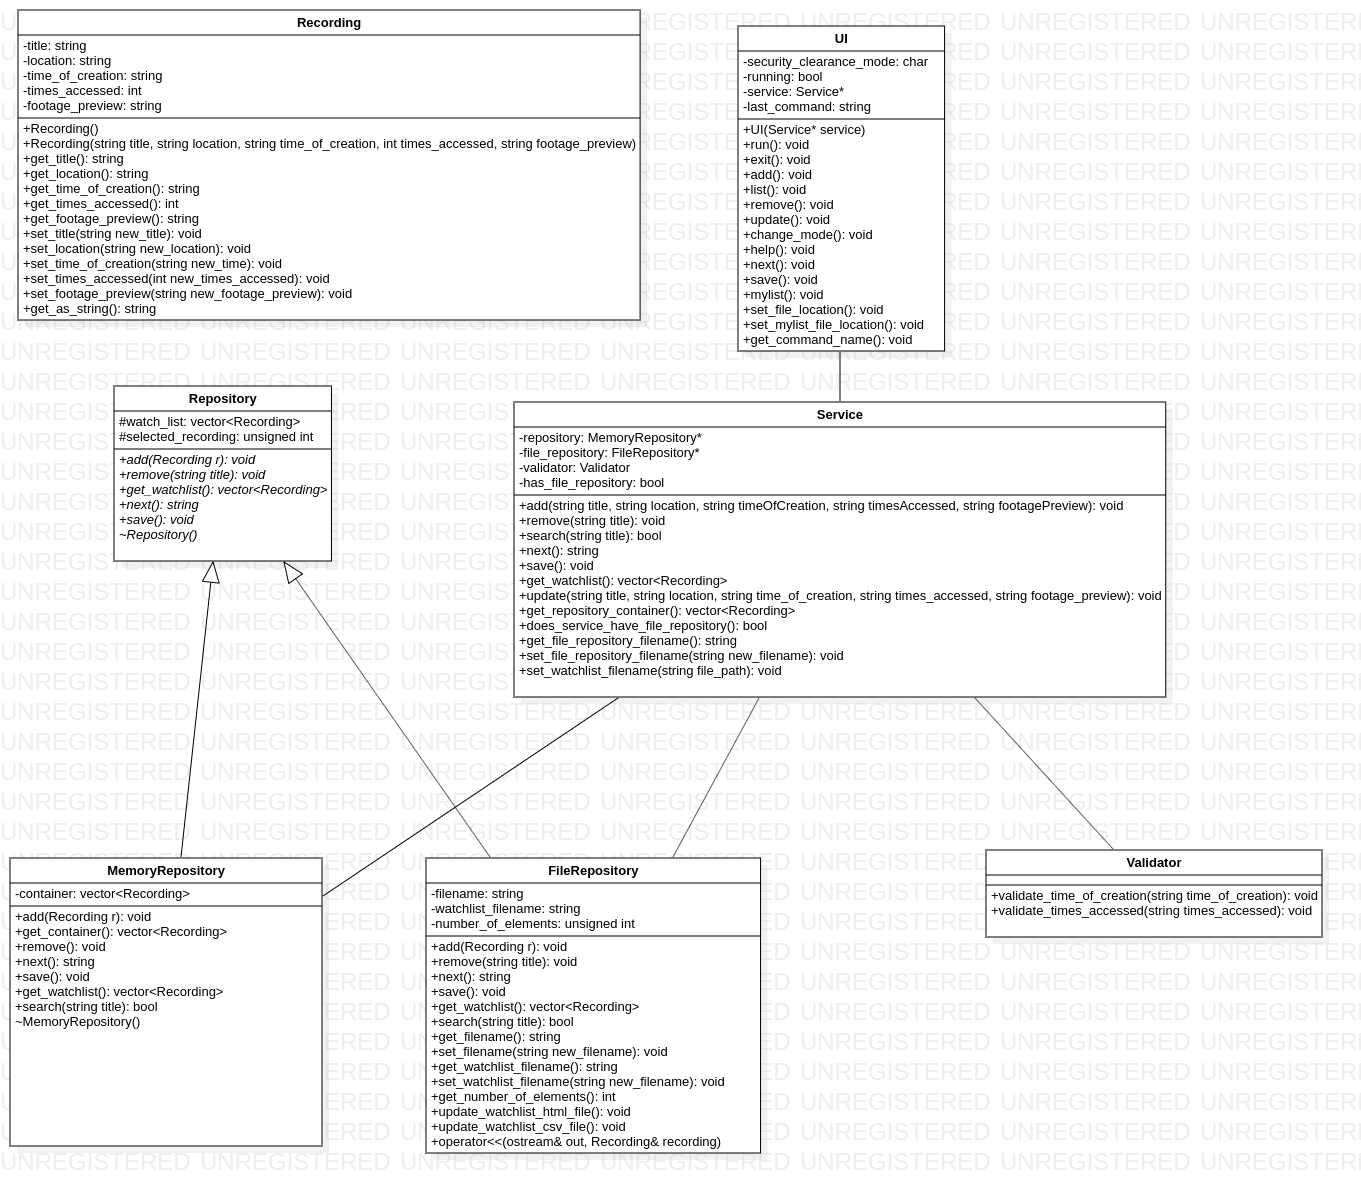 Recording
-title: string
-location: string
-time_of_creation: string
-times_accessed: int
-footage_preview: string
+Recording()
+Recording(string title, string location, string time_of_creation, int times_accessed, string footage_preview)
+get_title(): string
+get_location(): string
+get_time_of_creation(): string
+get_times_accessed(): int
+get_footage_preview(): string
+set_title(string new_title): void
+set_location(string new_location): void
+set_time_of_creation(string new_time): void
+set_times_accessed(int new_times_accessed): void
+set_footage_preview(string new_footage_preview): void
+get_as_string(): string
UI
-security_clearance_mode: char
-running: bool
-service: Service*
-last_command: string
+UI(Service* service)
+run(): void
+exit(): void
+add(): void
+list(): void
+remove(): void
+update(): void
+change_mode(): void
+help(): void
+next(): void
+save(): void
+mylist(): void
+set_file_location(): void
+set_mylist_file_location(): void
+get_command_name(): void
Repository
#watch_list: vector<Recording>
#selected_recording: unsigned int
+add(Recording r): void
+remove(string title): void
+get_watchlist(): vector<Recording>
+next(): string
+save(): void
~Repository()
Service
-repository: MemoryRepository*
-file_repository: FileRepository*
-validator: Validator
-has_file_repository: bool
+add(string title, string location, string timeOfCreation, string timesAccessed, string footagePreview): void
+remove(string title): void
+search(string title): bool
+next(): string
+save(): void
+get_watchlist(): vector<Recording>
+update(string title, string location, string time_of_creation, string times_accessed, string footage_preview): void
+get_repository_container(): vector<Recording>
+does_service_have_file_repository(): bool
+get_file_repository_filename(): string
+set_file_repository_filename(string new_filename): void
+set_watchlist_filename(string file_path): void
MemoryRepository
-container: vector<Recording>
+add(Recording r): void
+get_container(): vector<Recording>
+remove(): void
+next(): string
+save(): void
+get_watchlist(): vector<Recording>
+search(string title): bool
~MemoryRepository()
FileRepository
-filename: string
-watchlist_filename: string
-number_of_elements: unsigned int
+add(Recording r): void
+remove(string title): void
+next(): string
+save(): void
+get_watchlist(): vector<Recording>
+search(string title): bool
+get_filename(): string
+set_filename(string new_filename): void
+get_watchlist_filename(): string
+set_watchlist_filename(string new_filename): void
+get_number_of_elements(): int
+update_watchlist_html_file(): void
+update_watchlist_csv_file(): void
+operator<<(ostream& out, Recording& recording)
Validator
+validate_time_of_creation(string time_of_creation): void
+validate_times_accessed(string times_accessed): void